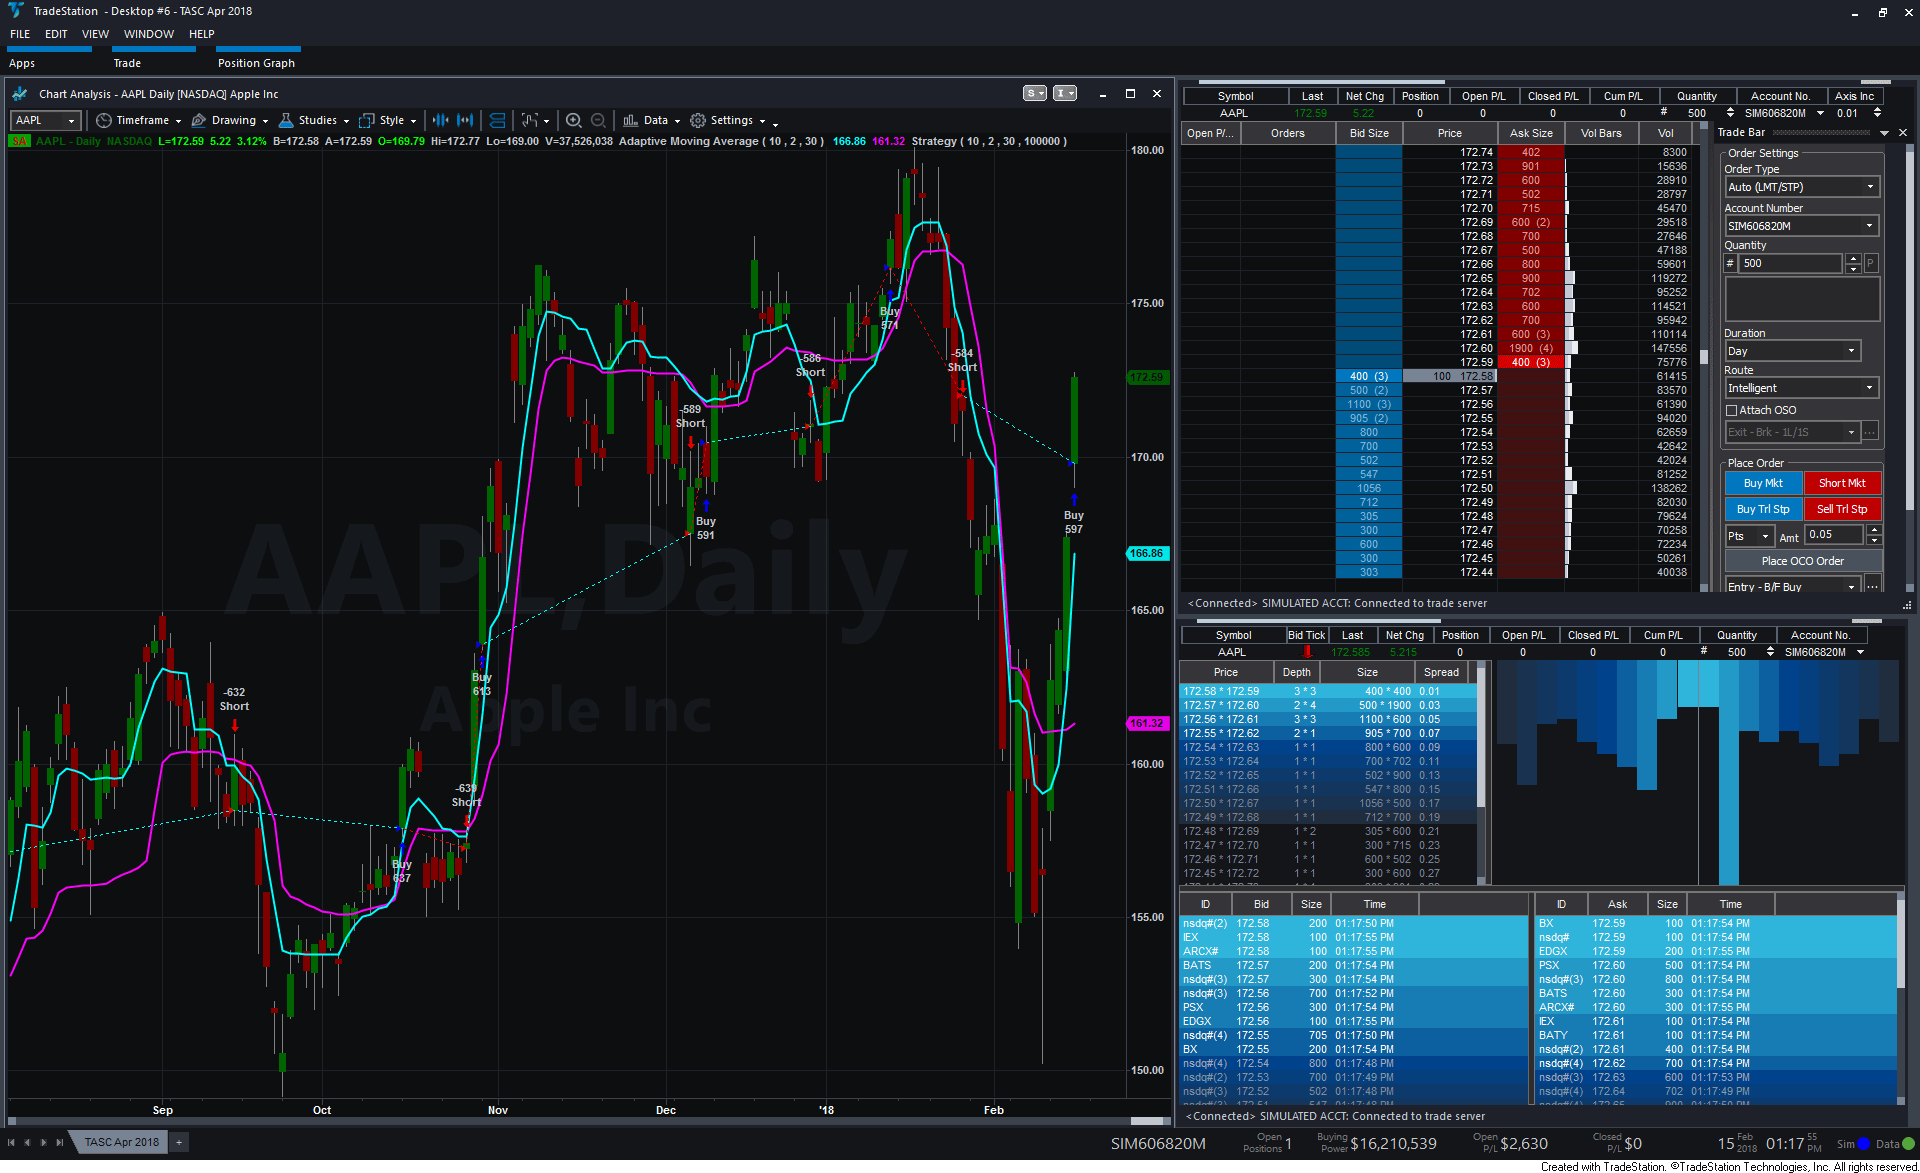 TradeStation - Desktop #6 - TASC Apr 2018
FILE EDIT VIEW WINDOW HELP
Apps Trade Position Graph
Chart Analysis - AAPL Daily [NASDAQ] Apple Inc
S I
AAPL Timeframe Drawing Studies Style Data Settings
SA AAPL - Daily NASDAQ L=172.59 5.22 3.12% B=172.58 A=172.59 O=169.79 Hi=172.77 Lo=169.00 V=37,526,038 Adaptive Moving Average ( 10 , 2 , 30 ) 166.86 161.32 Strategy ( 10 , 2 , 30 , 100000 )
AAPL, Daily
Apple Inc
180.00
175.00
172.59
170.00
166.86
165.00
161.32
160.00
155.00
150.00
-632
Short
Buy
637
-639
Short
Buy
613
-589
Short
Buy
591
-586
Short
Buy
571
-584
Short
Buy
597
Sep Oct Nov Dec '18 Feb
Symbol Last Net Chg Position Open P/L Closed P/L Cum P/L Quantity Account No. Axis Inc
AAPL 172.59 5.22 0 0 0 0 # 500 SIM606820M 0.01
Open P/... Orders Bid Size Price Ask Size Vol Bars Vol
172.74 402 8300
172.73 901 15636
172.72 600 28910
172.71 502 28797
172.70 715 45470
172.69 600 (2) 29518
172.68 700 27646
172.67 500 47188
172.66 800 59601
172.65 900 119272
172.64 702 95252
172.63 600 114521
172.62 700 95942
172.61 600 (3) 110114
172.60 1900 (4) 147556
172.59 400 (3) 75776
400 (3) 100 172.58 61415
500 (2) 172.57 83570
1100 (3) 172.56 61390
905 (2) 172.55 94020
800 172.54 62659
700 172.53 42642
502 172.52 42024
547 172.51 81252
1056 172.50 138262
712 172.49 82030
305 172.48 79624
300 172.47 70258
600 172.46 72234
300 172.45 50261
303 172.44 40038
<Connected> SIMULATED ACCT: Connected to trade server
Trade Bar
Order Settings
Order Type
Auto (LMT/STP)
Account Number
SIM606820M
Quantity
# 500 P
Duration
Day
Route
Intelligent
Attach OSO
Exit - Brk - 1L/1S ...
Place Order
Buy Mkt Short Mkt
Buy Trl Stp Sell Trl Stp
Pts Amt 0.05
Place OCO Order
Entry - B/F Buy ...
Symbol Bid Tick Last Net Chg Position Open P/L Closed P/L Cum P/L Quantity Account No.
AAPL 172.585 5.215 0 0 0 0 # 500 SIM606820M
Price Depth Size Spread
172.58 * 172.59 3 * 3 400 * 400 0.01
172.57 * 172.60 2 * 4 500 * 1900 0.03
172.56 * 172.61 3 * 3 1100 * 600 0.05
172.55 * 172.62 2 * 1 905 * 700 0.07
172.54 * 172.63 1 * 1 800 * 600 0.09
172.53 * 172.64 1 * 1 700 * 702 0.11
172.52 * 172.65 1 * 1 502 * 900 0.13
172.51 * 172.66 1 * 1 547 * 800 0.15
172.50 * 172.67 1 * 1 1056 * 500 0.17
172.49 * 172.68 1 * 1 712 * 700 0.19
172.48 * 172.69 1 * 2 305 * 600 0.21
172.47 * 172.70 1 * 1 300 * 715 0.23
172.46 * 172.71 1 * 1 600 * 502 0.25
172.45 * 172.72 1 * 1 300 * 600 0.27
ID Bid Size Time
nsdq#(2) 172.58 200 01:17:50 PM
IEX 172.58 100 01:17:55 PM
ARCX# 172.58 100 01:17:55 PM
BATS 172.57 200 01:17:54 PM
nsdq#(3) 172.57 300 01:17:54 PM
nsdq#(3) 172.56 700 01:17:52 PM
PSX 172.56 300 01:17:54 PM
EDGX 172.56 100 01:17:55 PM
nsdq#(4) 172.55 705 01:17:50 PM
BX 172.55 200 01:17:54 PM
nsdq#(4) 172.54 800 01:17:48 PM
nsdq#(2) 172.53 700 01:17:49 PM
nsdq#(3) 172.52 502 01:17:48 PM
ID Ask Size Time
BX 172.59 100 01:17:54 PM
nsdq# 172.59 100 01:17:54 PM
EDGX 172.59 200 01:17:55 PM
PSX 172.60 500 01:17:54 PM
nsdq#(3) 172.60 800 01:17:54 PM
BATS 172.60 300 01:17:54 PM
ARCX# 172.60 300 01:17:55 PM
IEX 172.61 100 01:17:54 PM
BATY 172.61 100 01:17:54 PM
nsdq#(2) 172.61 400 01:17:54 PM
nsdq#(4) 172.62 700 01:17:54 PM
nsdq#(3) 172.63 600 01:17:53 PM
nsdq#(4) 172.64 702 01:17:49 PM
<Connected> SIMULATED ACCT: Connected to trade server
TASC Apr 2018 +
SIM606820M Open Positions 1 Buying Power $16,210,539 Open P/L $2,630 Closed P/L $0 15 Feb 2018 01:17 55 PM Sim Data
Created with TradeStation. ©TradeStation Technologies, Inc. All rights reserved.